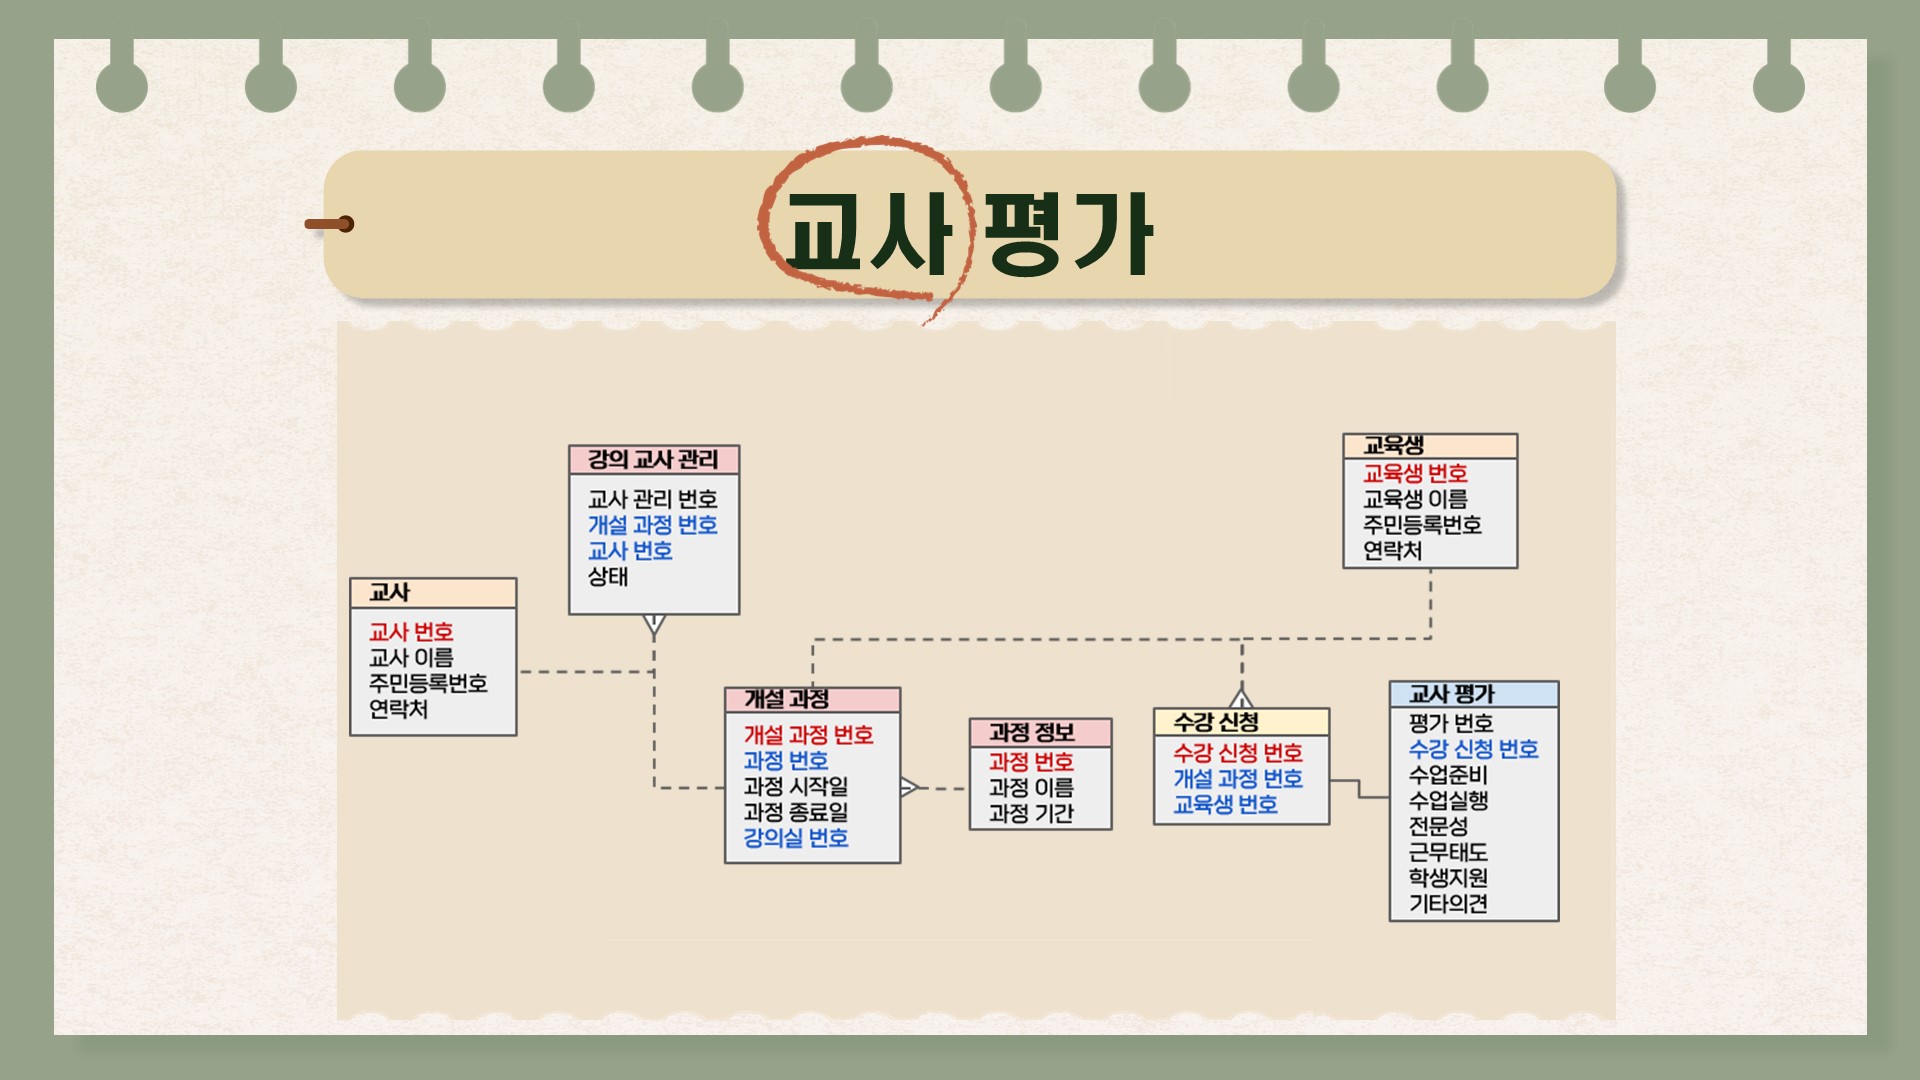 교사 평가
강의 교사 관리
교사 관리 번호
개설 과정 번호
교사 번호
상태
교육생
교육생 번호
교육생 이름
주민등록번호
연락처
교사
교사 번호
교사 이름
주민등록번호
연락처
개설 과정
개설 과정 번호
과정 번호
과정 시작일
과정 종료일
강의실 번호
과정 정보
과정 번호
과정 이름
과정 기간
수강 신청
수강 신청 번호
개설 과정 번호
교육생 번호
교사 평가
평가 번호
수강 신청 번호
수업준비
수업실행
전문성
근무태도
학생지원
기타의견